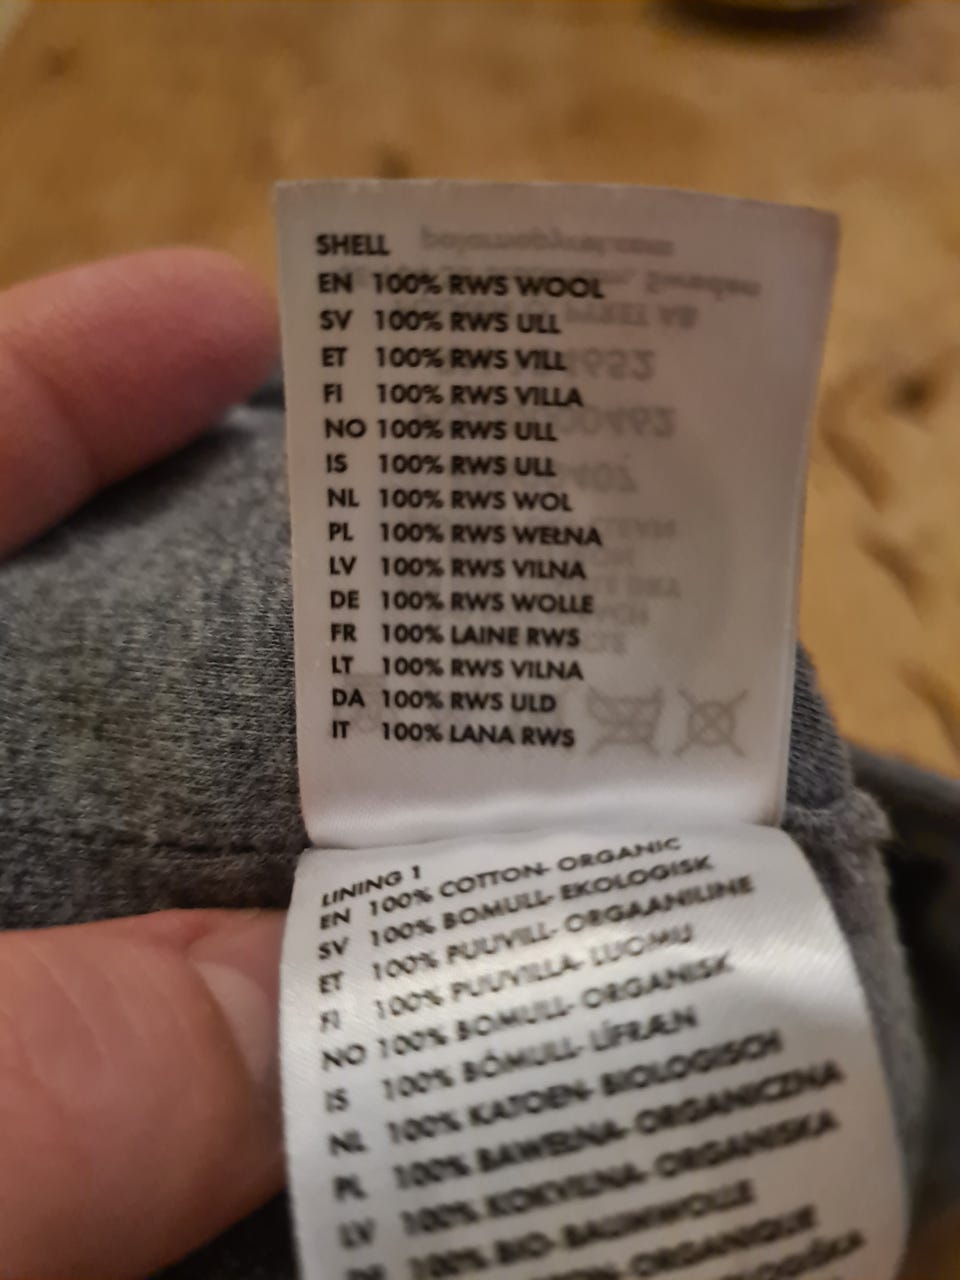 SHELL
EN 100% RWS WOOL
SV 100% RWS ULL
ET 100% RWS VILL
FI 100% RWS VILLA
NO 100% RWS ULL
IS 100% RWS ULL
NL 100% RWS WOL
PL 100% RWS WEŁNA
LV 100% RWS VILNA
DE 100% RWS WOLLE
FR 100% LAINE RWS
LT 100% RWS VILNA
DA 100% RWS ULD
IT 100% LANA RWS
LINING 1
EN 100% COTTON- ORGANIC
SV 100% BOMULL- EKOLOGISK
ET 100% PUUVILL- ORGAANILINE
FI 100% PUUVILLA- LUOMU
NO 100% BOMULL- ORGANISK
IS 100% BÓMULL- LÍFRÆN
NL 100% KATOEN- BIOLOGISCH
PL 100% BAWEŁNA- ORGANICZNA
LV 100% KOKVILNA- ORGANISKA
DE 100% BIO- BAUMWOLLE
ORGANIQUE